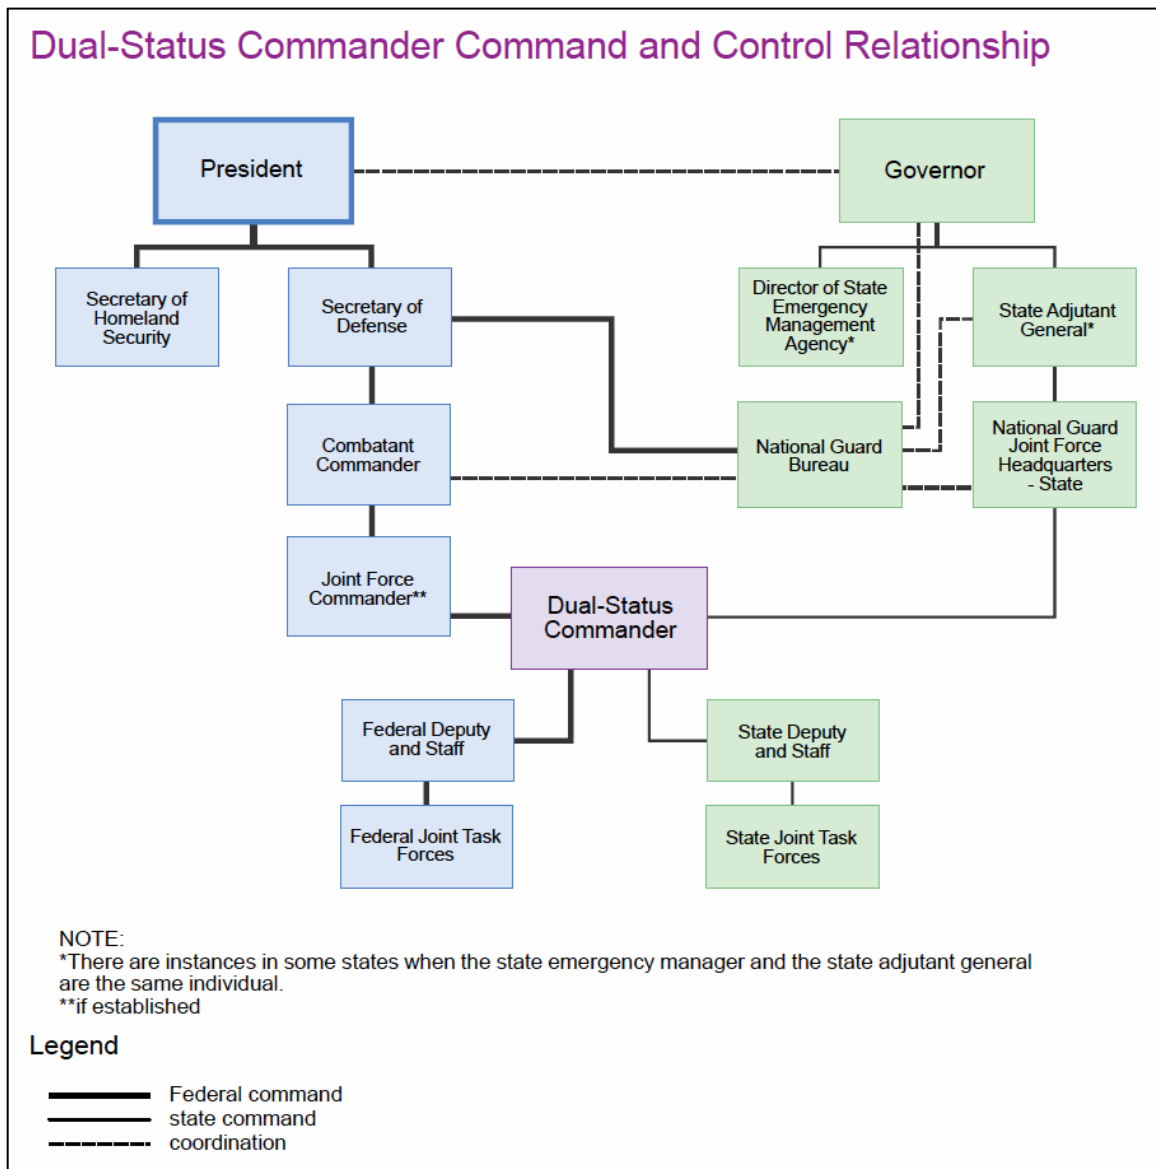 Dual-Status Commander Command and Control Relationship
President
Governor
Secretary of
Homeland
Security
Secretary of
Defense
Director of State
Emergency
Management
Agency*
State Adjutant
General*
Combatant
Commander
National Guard
Bureau
National Guard
Joint Force
Headquarters
- State
Joint Force
Commander**
Dual-Status
Commander
Federal Deputy
and Staff
State Deputy
and Staff
Federal Joint Task
Forces
State Joint Task
Forces
NOTE:
*There are instances in some states when the state emergency manager and the state adjutant general
are the same individual.
**if established
Legend
Federal command
state command
coordination